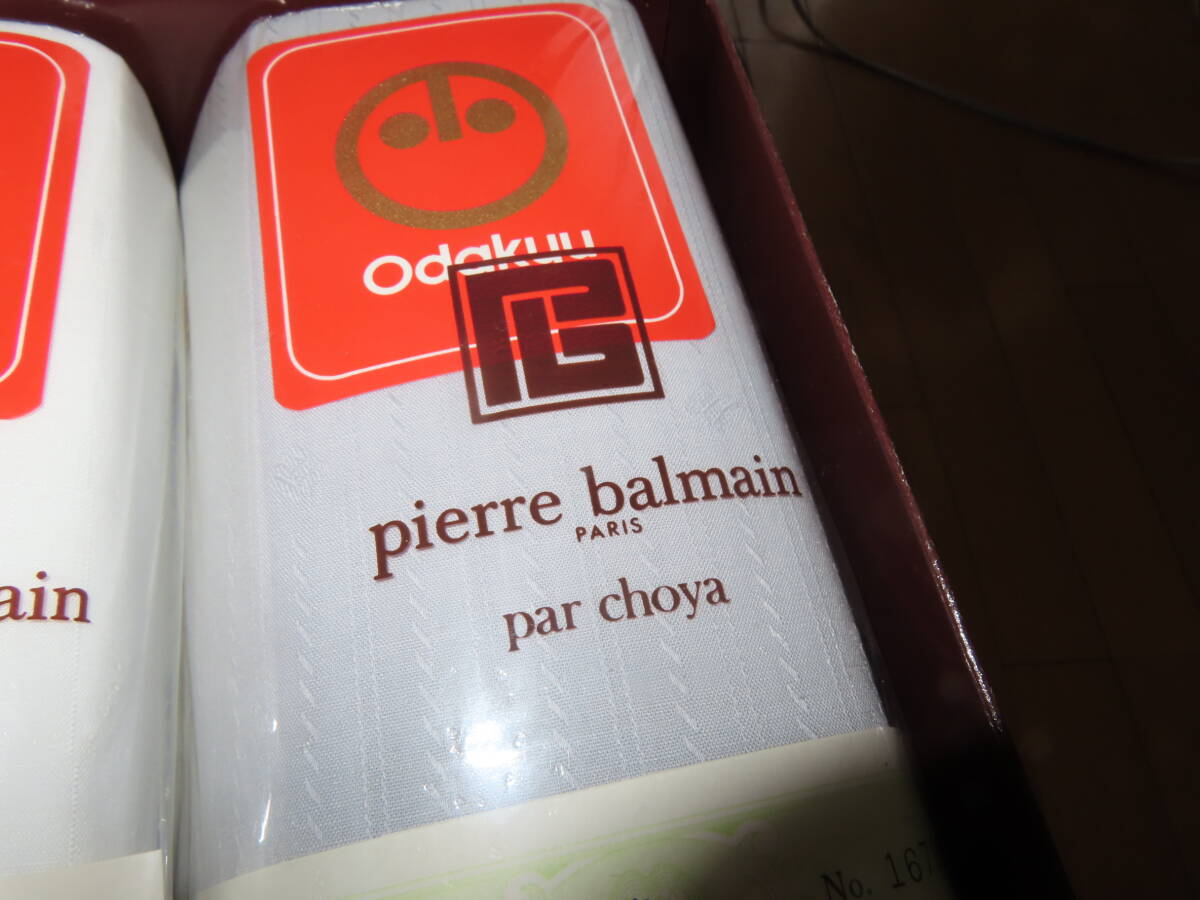 Odakyu
pierre balmain
PARIS
par choya
No. 167
ain